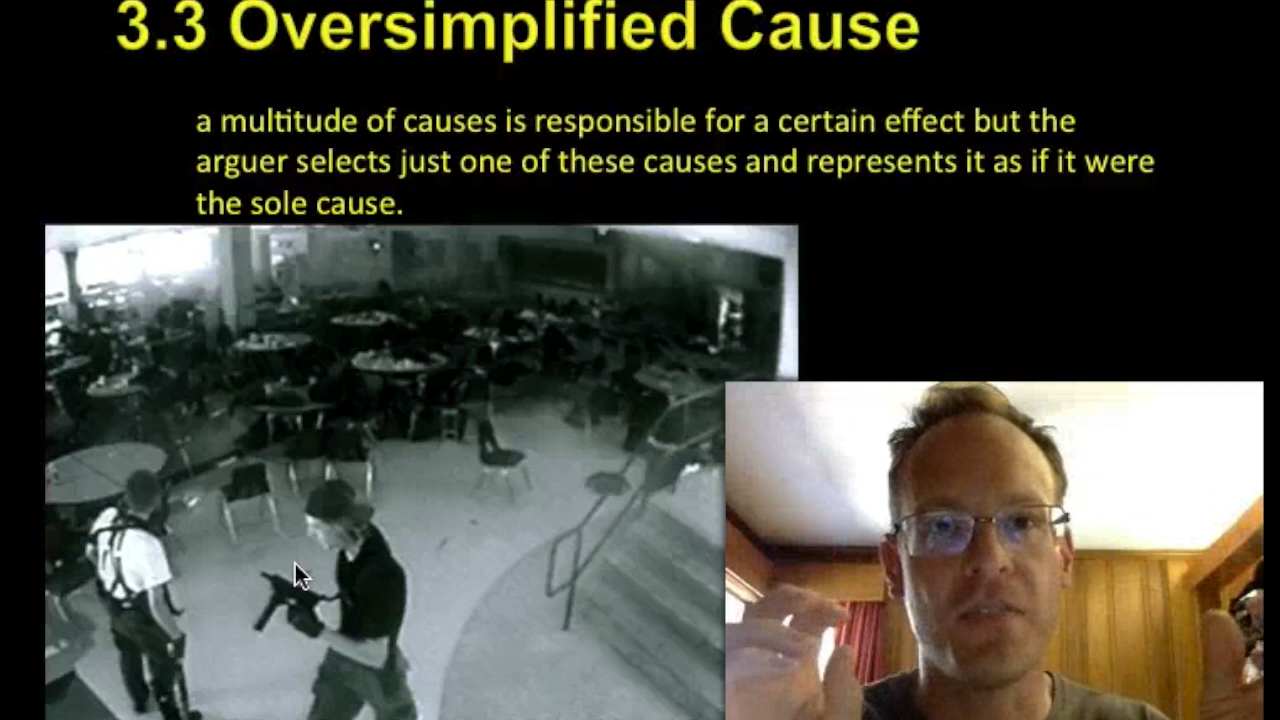 3.3 Oversimplified Cause
a multitude of causes is responsible for a certain effect but the
arguer selects just one of these causes and represents it as if it were
the sole cause.